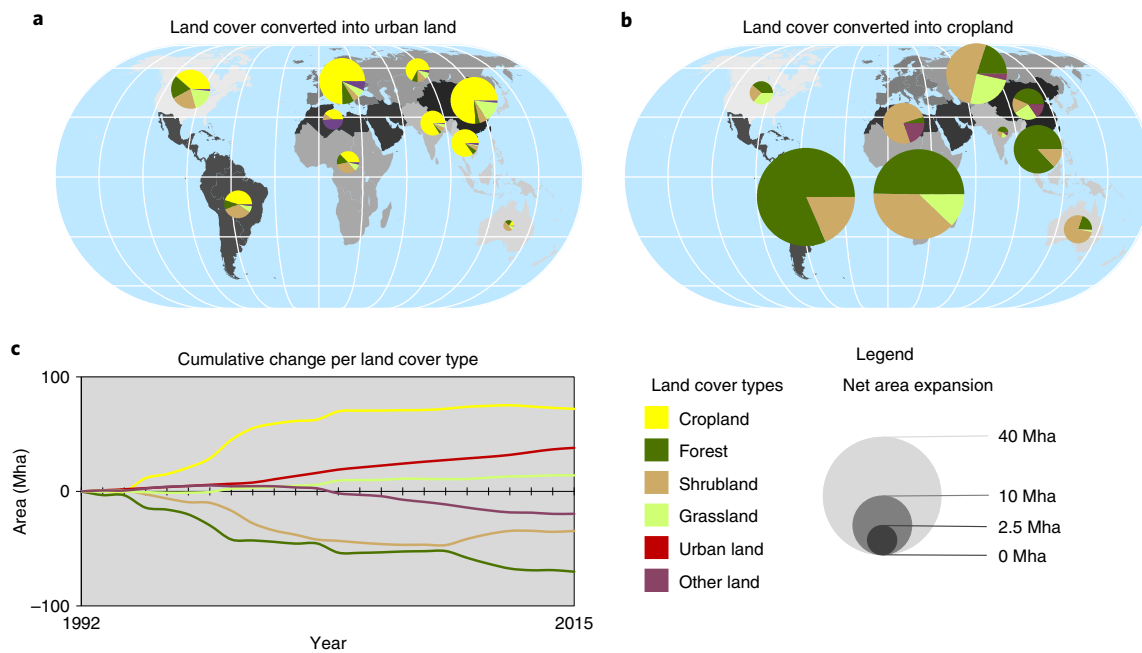 a
Land cover converted into urban land
b
Land cover converted into cropland
c
Cumulative change per land cover type
100
0
–100
Area (Mha)
1992
2015
Year
Legend
Land cover types
Cropland
Forest
Shrubland
Grassland
Urban land
Other land
Net area expansion
40 Mha
10 Mha
2.5 Mha
0 Mha